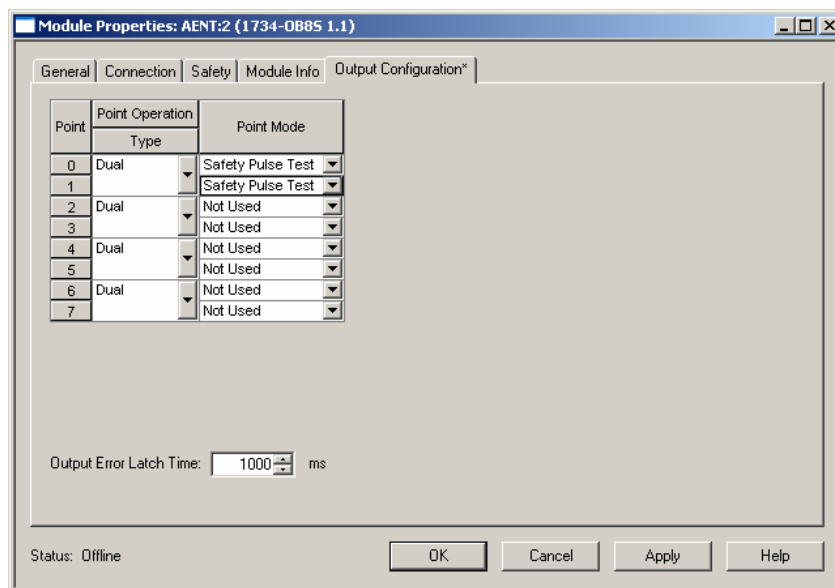 Module Properties: AENT:2 (1734-OB8S 1.1)
General Connection Safety Module Info Output Configuration*
Point Point Operation Point Mode
Type
0 Dual Safety Pulse Test
1 Safety Pulse Test
2 Dual Not Used
3 Not Used
4 Dual Not Used
5 Not Used
6 Dual Not Used
7 Not Used
Output Error Latch Time: 1000 ms
Status: Offline OK Cancel Apply Help